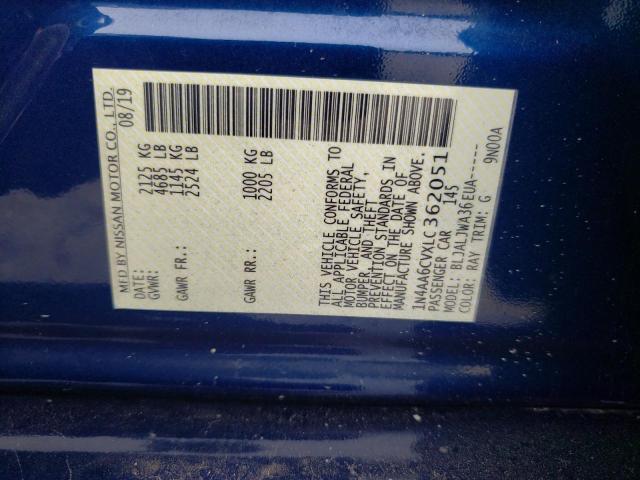 MFD BY NISSAN MOTOR CO., LTD.
DATE: 08/19
GVWR: 2125 KG
4685 LB
GAWR FR: 1145 KG
2524 LB
GAWR RR: 1000 KG
2205 LB
THIS VEHICLE CONFORMS TO
ALL APPLICABLE FEDERAL
MOTOR VEHICLE SAFETY,
BUMPER, AND THEFT
PREVENTION STANDARDS IN
EFFECT ON THE DATE OF
MANUFACTURE SHOWN ABOVE.
1N4AA6CVXLC362051
PASSENGER CAR 145
MODEL: BLJALJWA36EUA-----
COLOR: RAY TRIM: G 9N00A